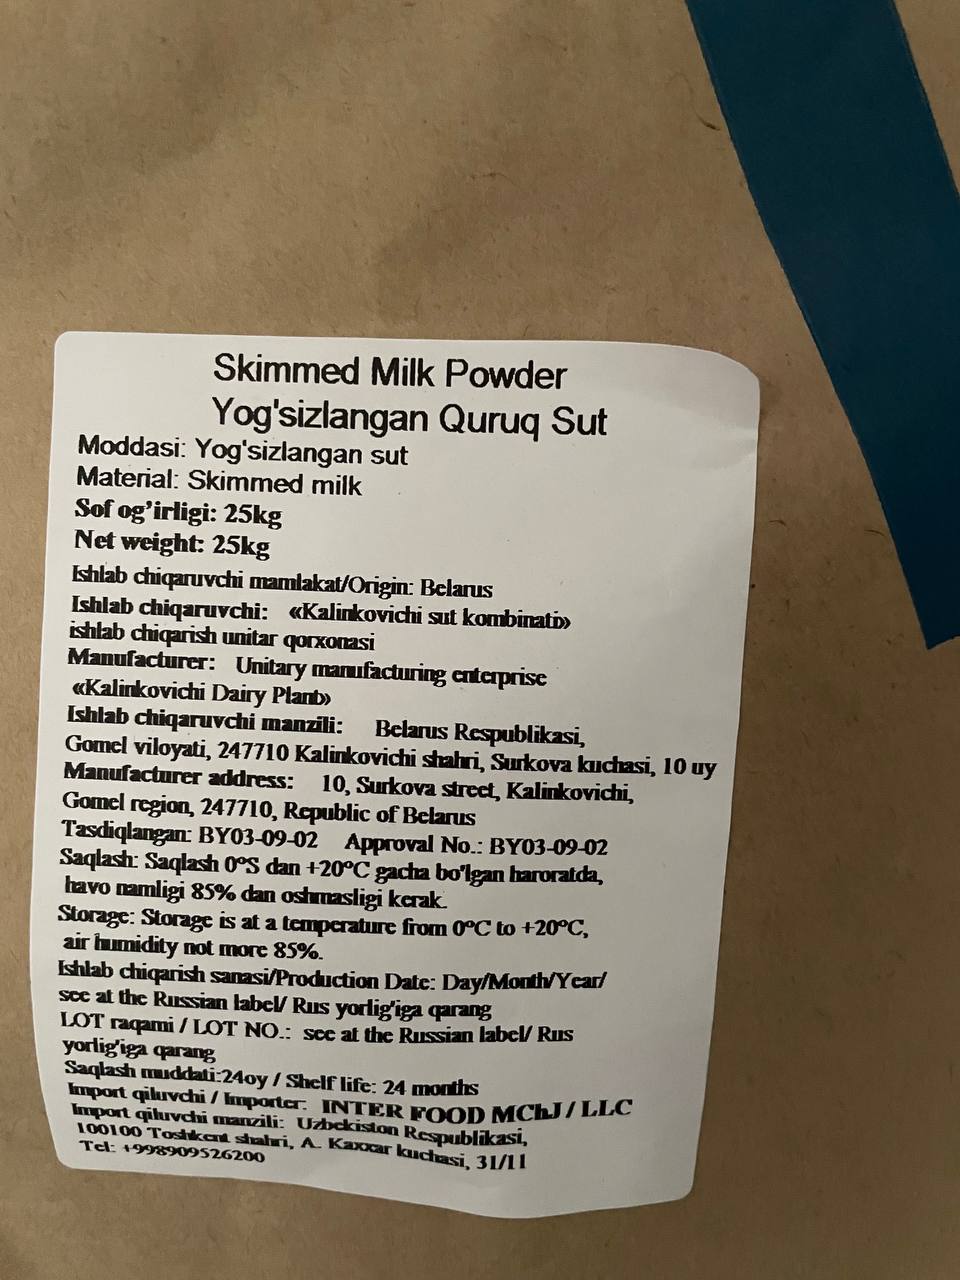 Skimmed Milk Powder
Yog'sizlangan Quruq Sut
Moddasi: Yog'sizlangan sut
Material: Skimmed milk
Sof og’irligi: 25kg
Net weight: 25kg
Ishlab chiqaruvchi mamlakat/Origin: Belarus
Ishlab chiqaruvchi: «Kalinkovichi sut kombinati»
ishlab chiqarish unitar qorxonasi
Manufacturer: Unitary manufacturing enterprise
«Kalinkovichi Dairy Plant»
Ishlab chiqaruvchi manzili: Belarus Respublikasi,
Gomel viloyati, 247710 Kalinkovichi shahri, Surkova kuchasi, 10 uy
Manufacturer address: 10, Surkova street, Kalinkovichi,
Gomel region, 247710, Republic of Belarus
Tasdiqlangan: BY03-09-02 Approval No.: BY03-09-02
Saqlash: Saqlash 0°S dan +20°C gacha bo'lgan haroratda,
havo namligi 85% dan oshmasligi kerak.
Storage: Storage is at a temperature from 0°C to +20°C,
air humidity not more 85%.
Ishlab chiqarish sanasi/Production Date: Day/Month/Year/
see at the Russian label/ Rus yorlig'iga qarang
LOT raqami / LOT NO.: see at the Russian label/ Rus
yorlig'iga qarang
Saqlash muddati:24oy / Shelf life: 24 months
Import qiluvchi / Importer: INTER FOOD MChJ / LLC
Import qiluvchi manzili: Uzbekiston Respublikasi,
100100 Toshkent shahri, A. Kaxxar kuchasi, 31/11
Tel: +998909526200